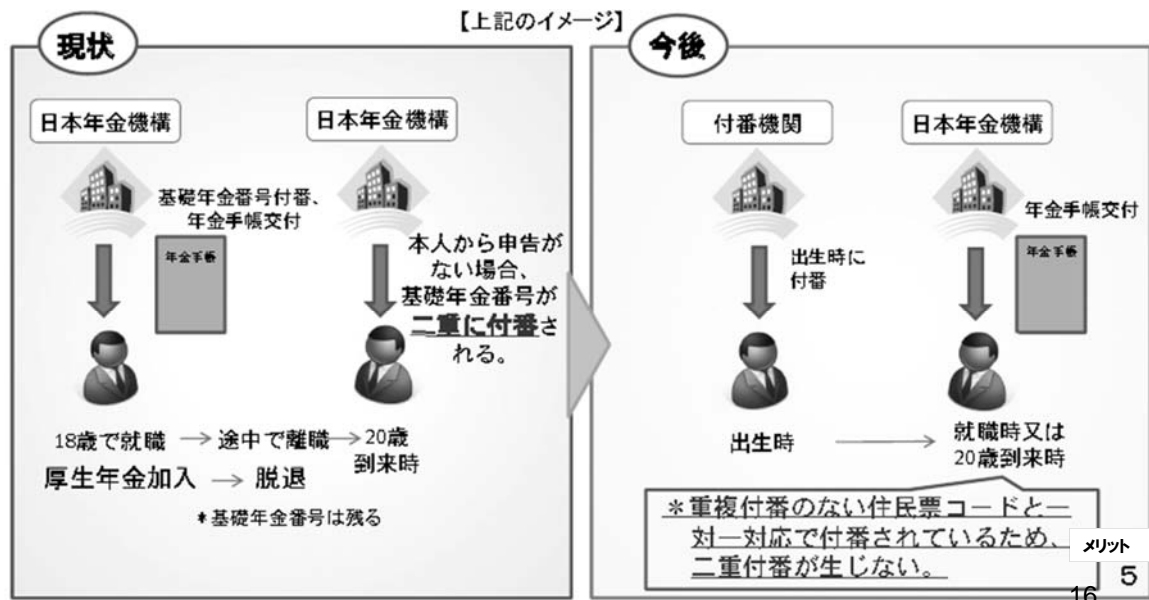 【上記のイメージ】
現状
日本年金機構
日本年金機構
基礎年金番号付番、
年金手帳交付
年金手帳
本人から申告が
ない場合、
基礎年金番号が
二重に付番さ
れる。
18歳で就職 → 途中で離職 → 20歳
到来時
厚生年金加入 → 脱退
*基礎年金番号は残る
今後
付番機関
日本年金機構
出生時に
付番
年金手帳交付
年金手帳
出生時 → 就職時又は
20歳到来時
*重複付番のない住民票コードと一
対一対応で付番されているため、
二重付番が生じない。
メリット
5
16